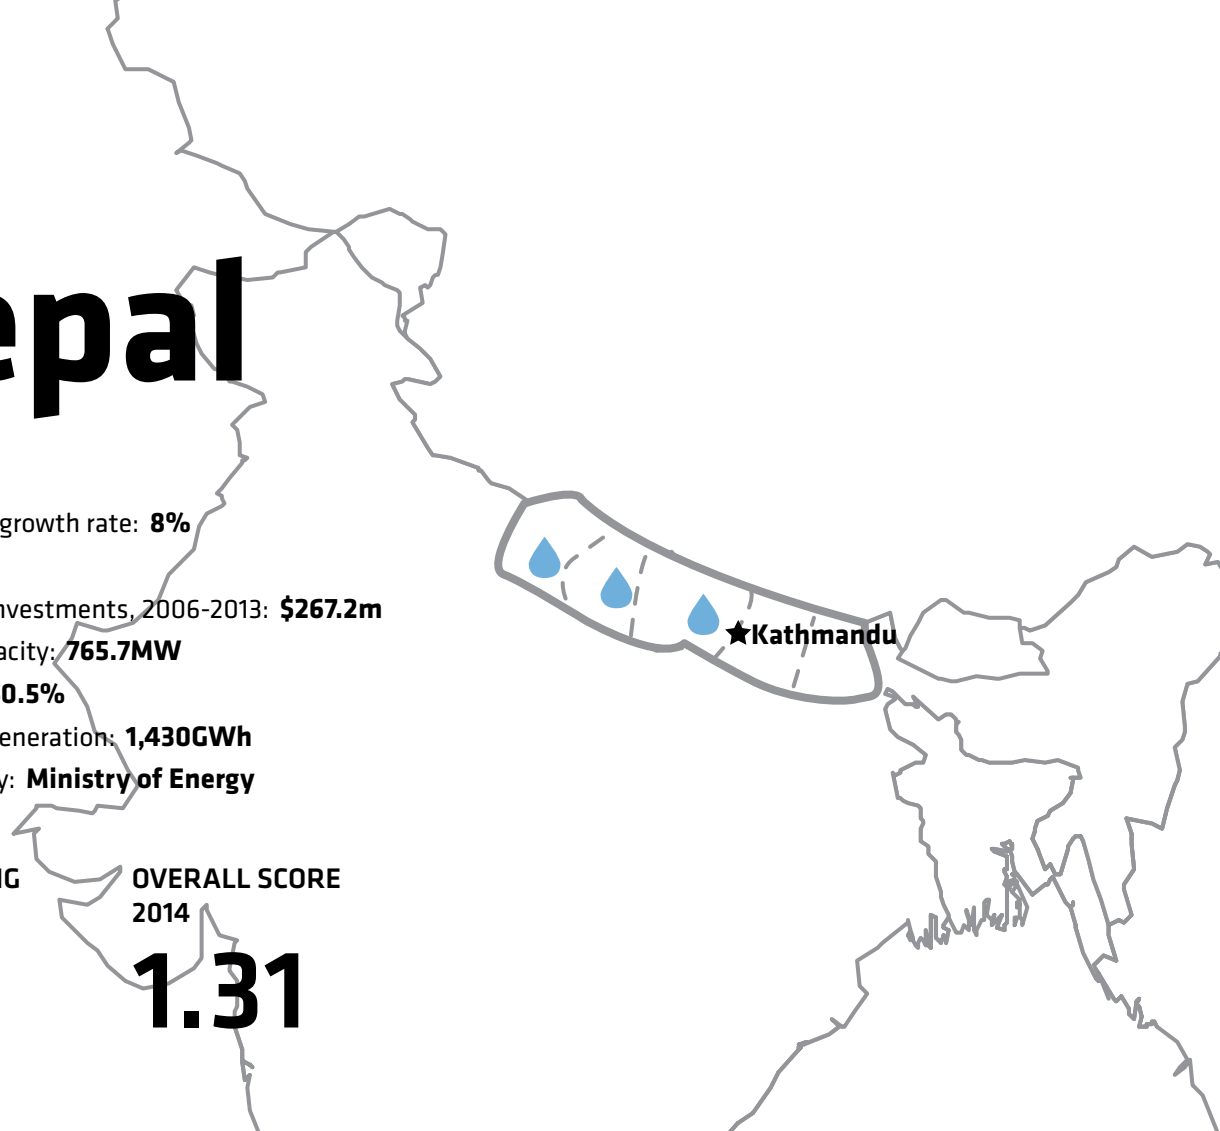 epal
growth rate: 8%
nvestments, 2006-2013: $267.2m
acity: 765.7MW
0.5%
eneration: 1,430GWh
y: Ministry of Energy
G
OVERALL SCORE
2014
1.31
Kathmandu